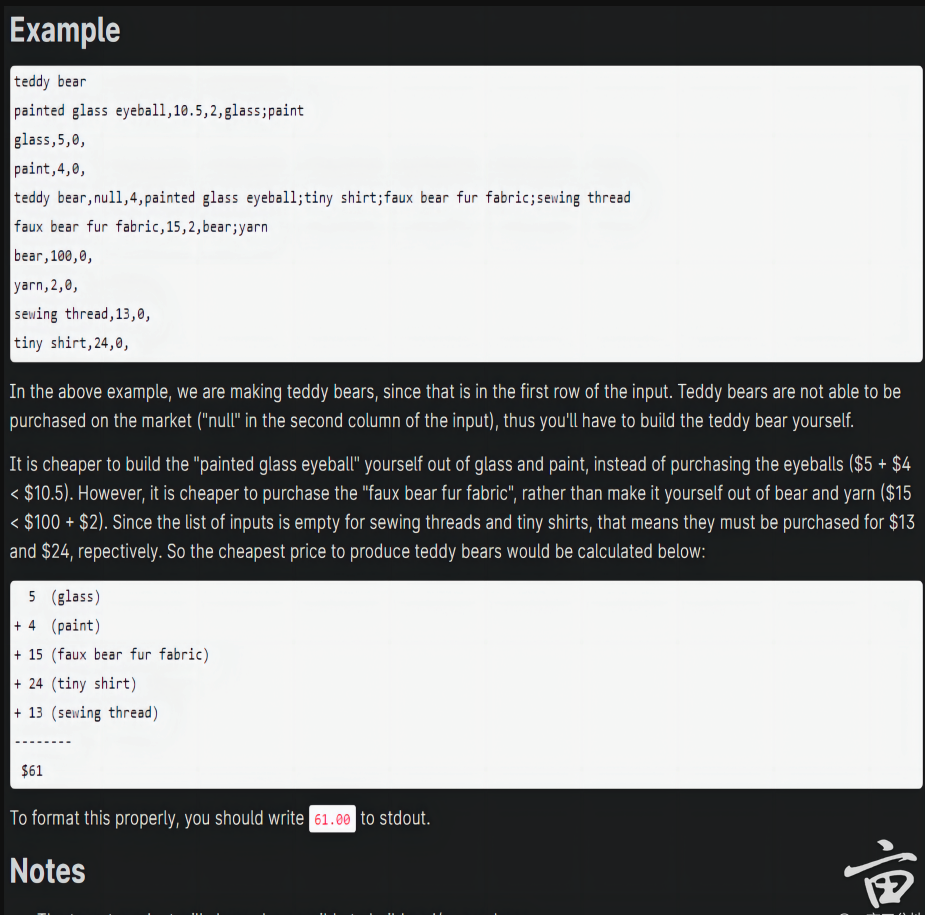 Example
teddy bear
painted glass eyeball,10.5,2,glass;paint
glass,5,0,
paint,4,0,
teddy bear,null,4,painted glass eyeball;tiny shirt;faux bear fur fabric;sewing thread
faux bear fur fabric,15,2,bear;yarn
bear,100,0,
yarn,2,0,
sewing thread,13,0,
tiny shirt,24,0,
In the above example, we are making teddy bears, since that is in the first row of the input. Teddy bears are not able to be
purchased on the market ("null" in the second column of the input), thus you'll have to build the teddy bear yourself.
It is cheaper to build the "painted glass eyeball" yourself out of glass and paint, instead of purchasing the eyeballs ($5 + $4
< $10.5). However, it is cheaper to purchase the "faux bear fur fabric", rather than make it yourself out of bear and yarn ($15
< $100 + $2). Since the list of inputs is empty for sewing threads and tiny shirts, that means they must be purchased for $13
and $24, repectively. So the cheapest price to produce teddy bears would be calculated below:
5 (glass)
+ 4 (paint)
+ 15 (faux bear fur fabric)
+ 24 (tiny shirt)
+ 13 (sewing thread)
--------
$61
To format this properly, you should write 61.00 to stdout.
Notes
亩